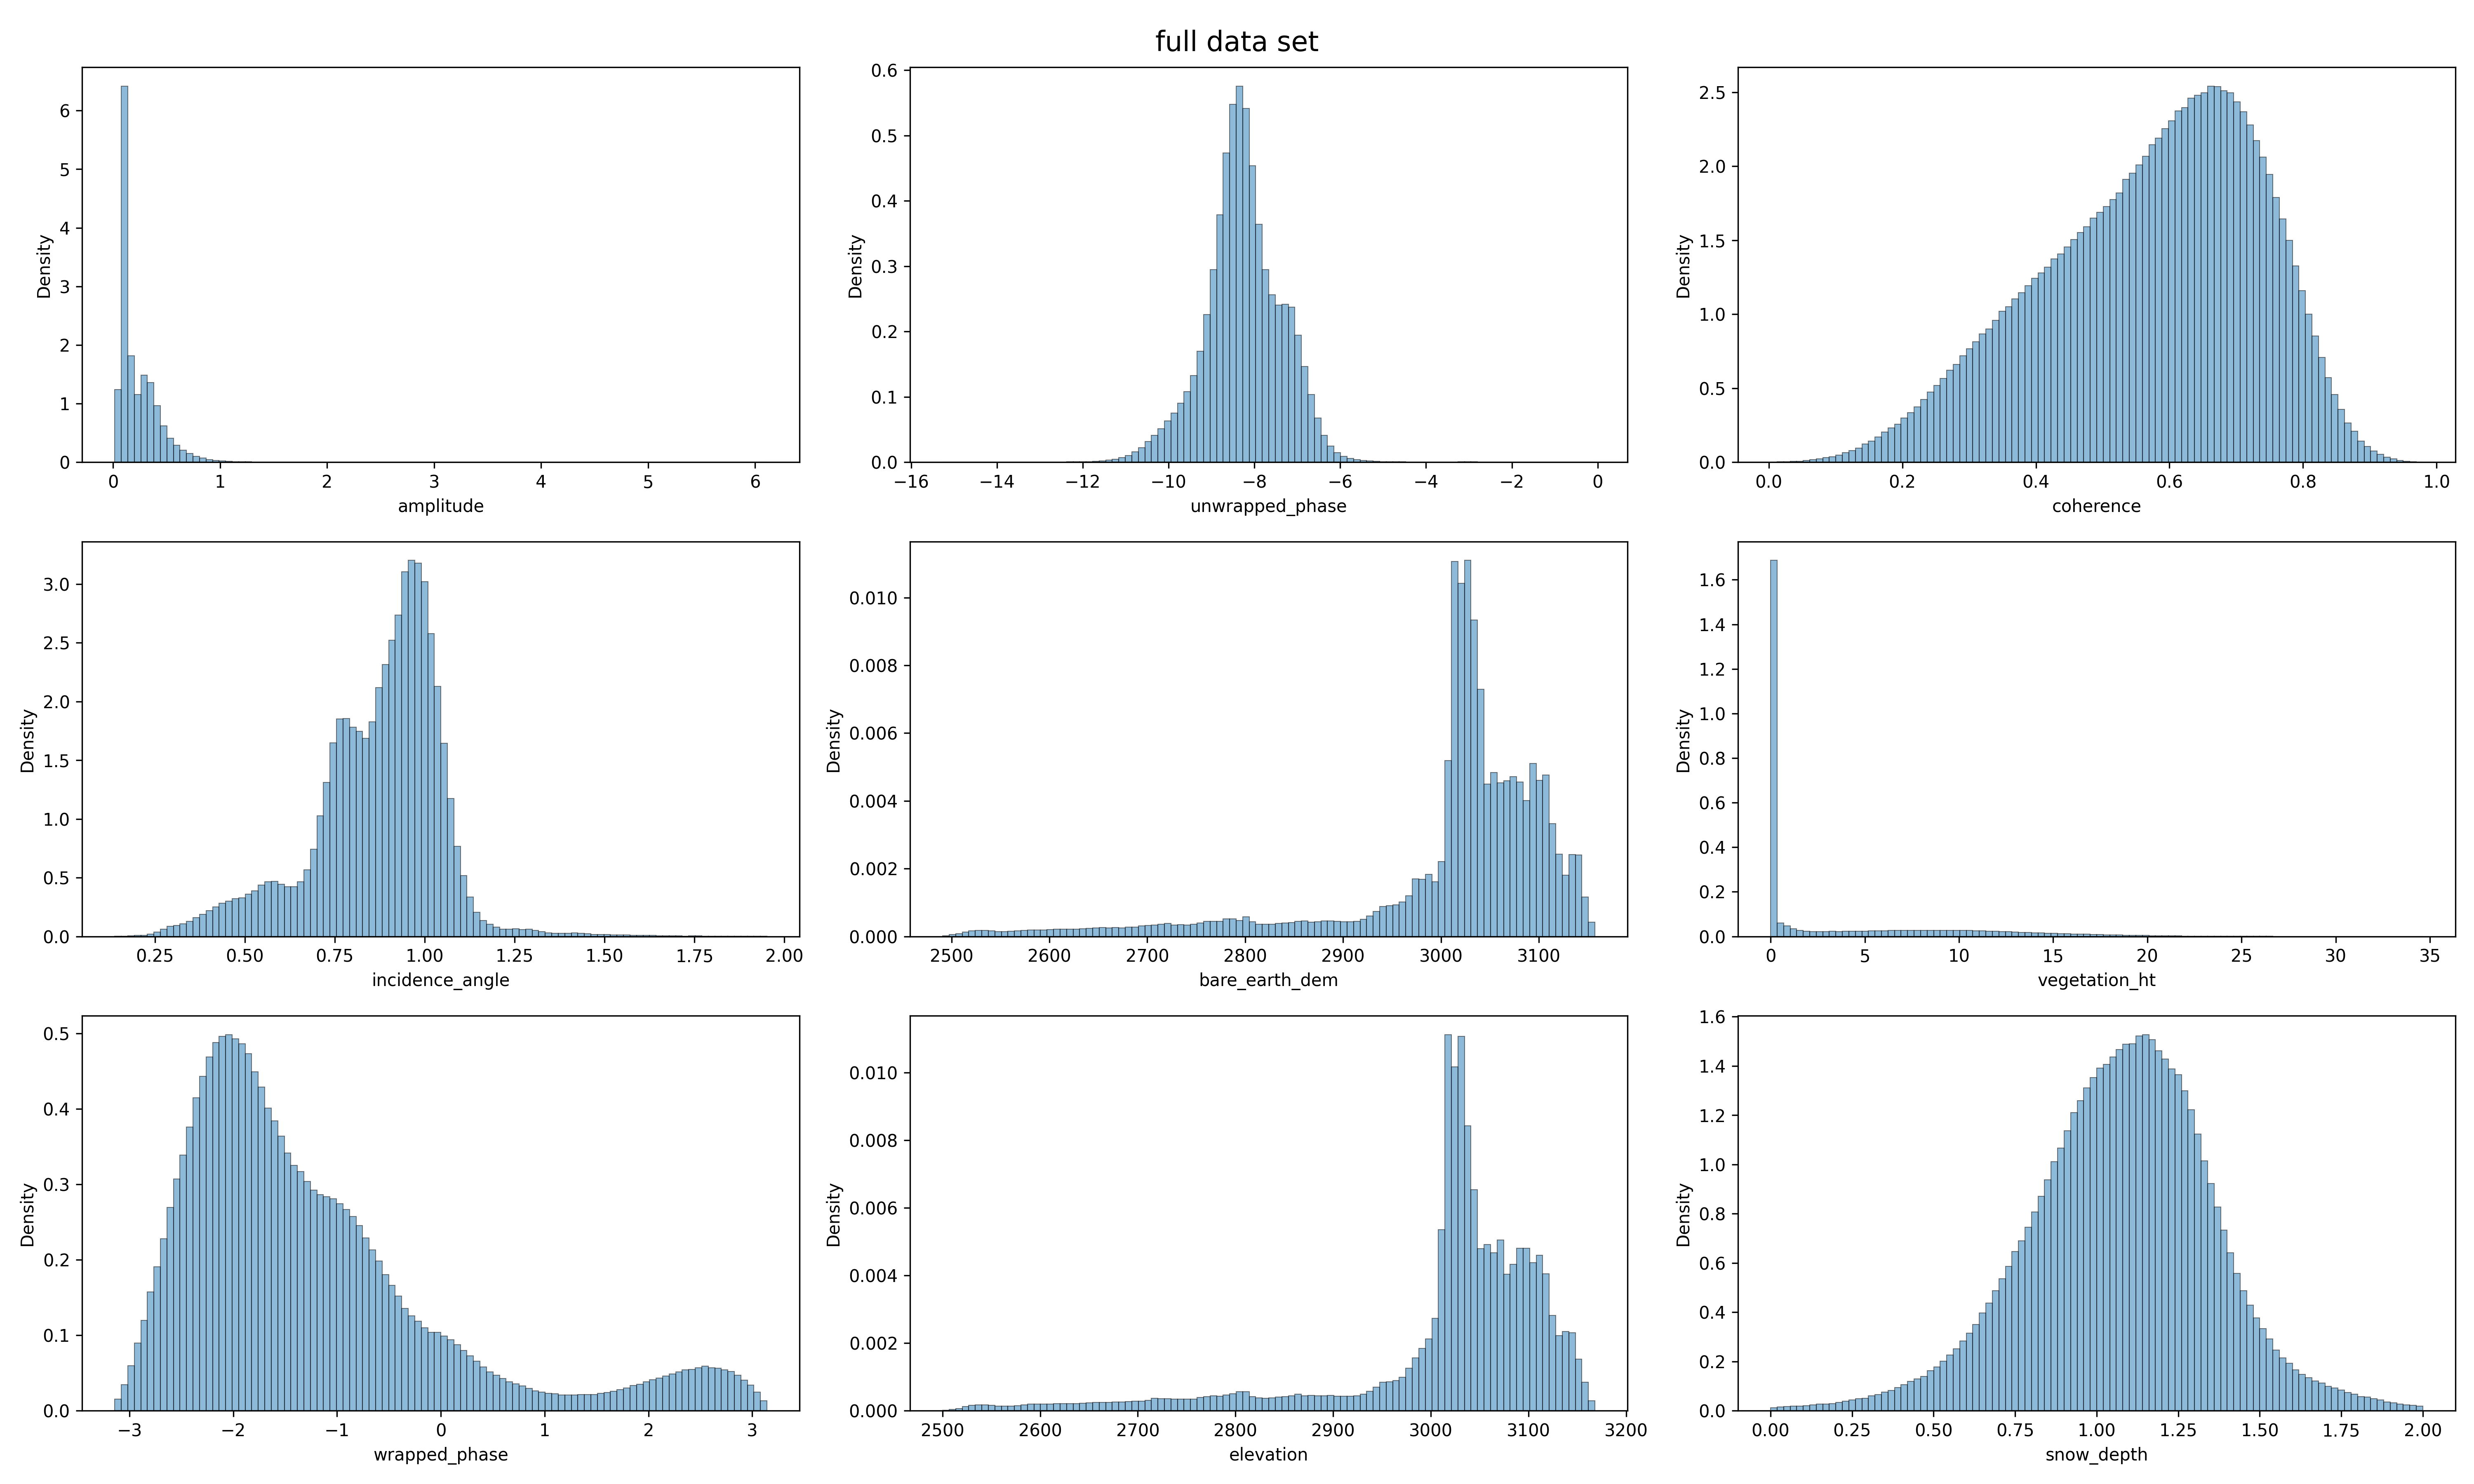 full data set
Density
6
5
4
3
2
1
0
0 1 2 3 4 5 6
amplitude
Density
0.6
0.5
0.4
0.3
0.2
0.1
0.0
−16 −14 −12 −10 −8 −6 −4 −2 0
unwrapped_phase
Density
2.5
2.0
1.5
1.0
0.5
0.0
0.0 0.2 0.4 0.6 0.8 1.0
coherence
Density
3.0
2.5
2.0
1.5
1.0
0.5
0.0
0.25 0.50 0.75 1.00 1.25 1.50 1.75 2.00
incidence_angle
Density
0.010
0.008
0.006
0.004
0.002
0.000
2500 2600 2700 2800 2900 3000 3100
bare_earth_dem
Density
1.6
1.4
1.2
1.0
0.8
0.6
0.4
0.2
0.0
0 5 10 15 20 25 30 35
vegetation_ht
Density
0.5
0.4
0.3
0.2
0.1
0.0
−3 −2 −1 0 1 2 3
wrapped_phase
Density
0.010
0.008
0.006
0.004
0.002
0.000
2500 2600 2700 2800 2900 3000 3100 3200
elevation
Density
1.6
1.4
1.2
1.0
0.8
0.6
0.4
0.2
0.0
0.00 0.25 0.50 0.75 1.00 1.25 1.50 1.75 2.00
snow_depth